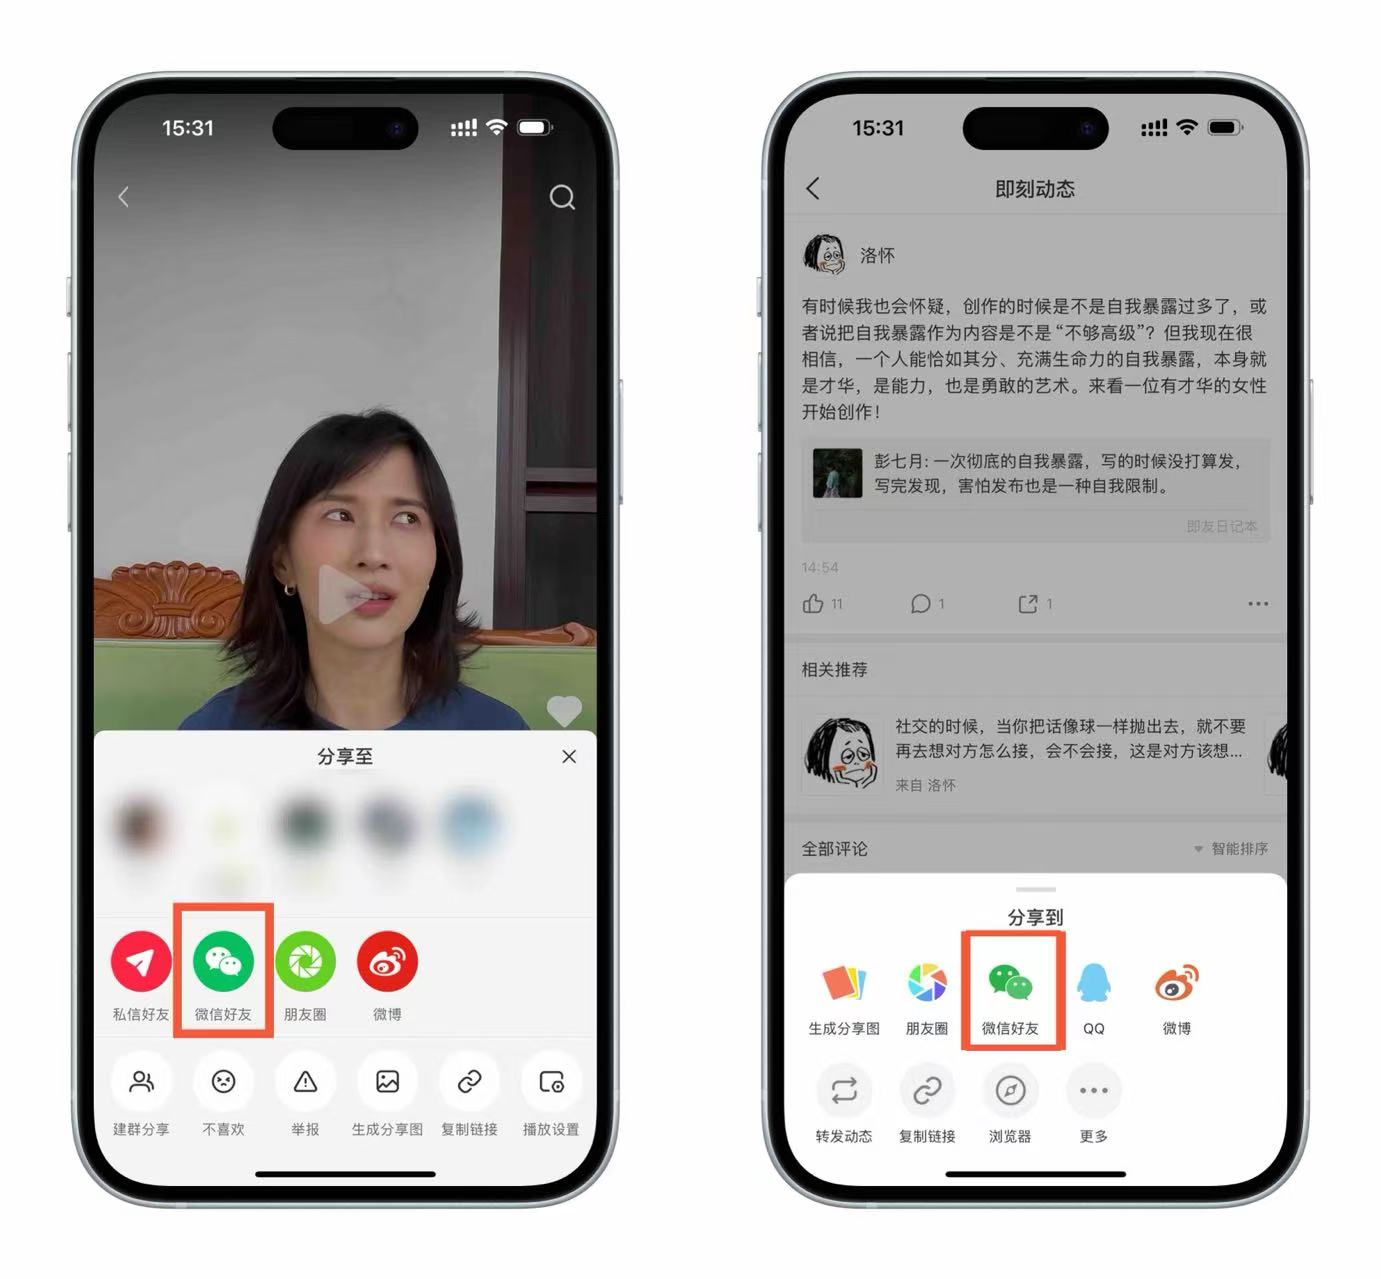 15:31
分享至
私信好友
微信好友
朋友圈
微博
建群分享
不喜欢
举报
生成分享图
复制链接
播放设置
15:31
即刻动态
洛怀
有时候我也会怀疑，创作的时候是不是自我暴露过多了，或
者说把自我暴露作为内容是不是“不够高级”？但我现在很
相信，一个人能恰如其分、充满生命力的自我暴露，本身就
是才华，是能力，也是勇敢的艺术。来看一位有才华的女性
开始创作！
彭七月: 一次彻底的自我暴露，写的时候没打算发，
写完发现，害怕发布也是一种自我限制。
即友日记本
14:54
11
1
1
相关推荐
社交的时候，当你把话像球一样抛出去，就不要
再去想对方怎么接，会不会接，这是对方该想...
来自 洛怀
全部评论
智能排序
分享到
生成分享图
朋友圈
微信好友
QQ
微博
转发动态
复制链接
浏览器
更多